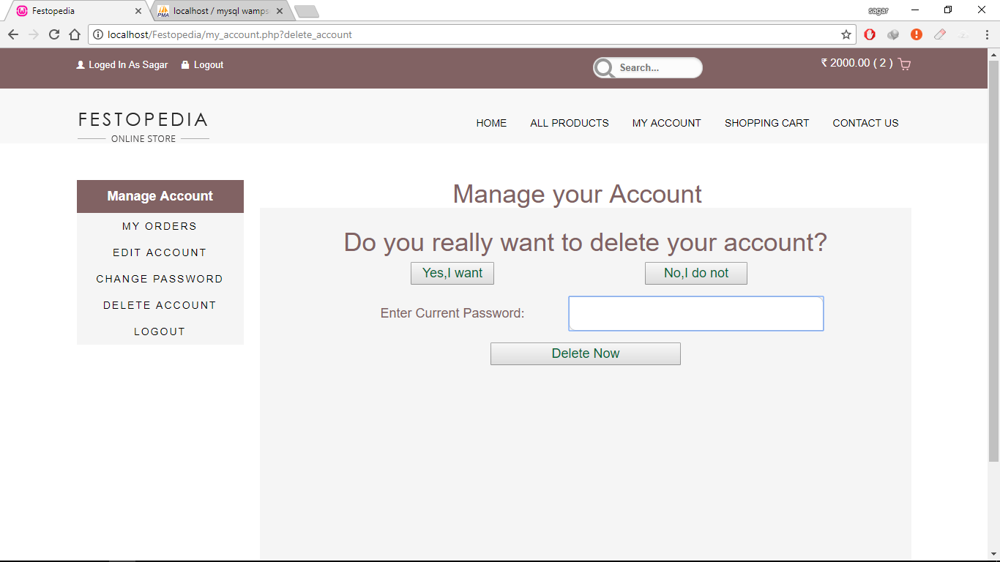 Festopedia
localhost / mysql wamps
sagar
localhost/Festopedia/my_account.php?delete_account
Loged In As Sagar
Logout
Search...
₹ 2000.00 ( 2 )
FESTOPEDIA
ONLINE STORE
HOME
ALL PRODUCTS
MY ACCOUNT
SHOPPING CART
CONTACT US
Manage Account
MY ORDERS
EDIT ACCOUNT
CHANGE PASSWORD
DELETE ACCOUNT
LOGOUT
Manage your Account
Do you really want to delete your account?
Yes,I want
No,I do not
Enter Current Password:
Delete Now